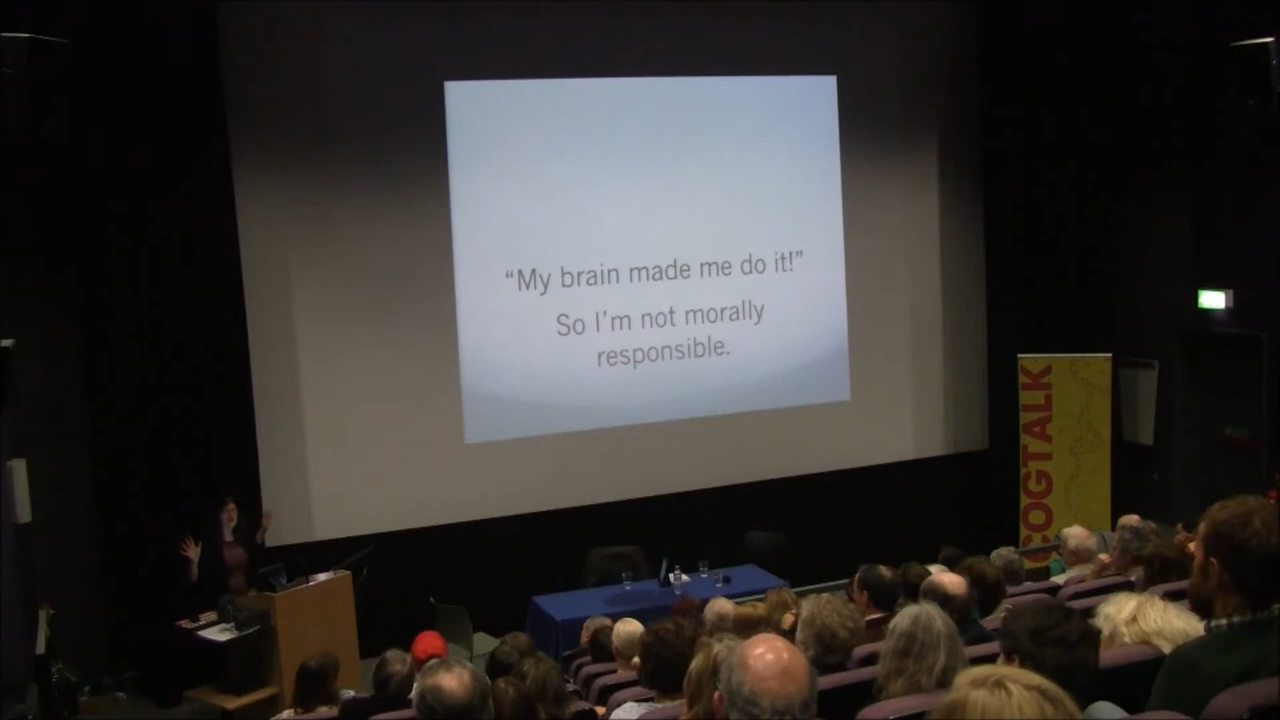 “My brain made me do it!”
So I’m not morally
responsible.
COGTALK